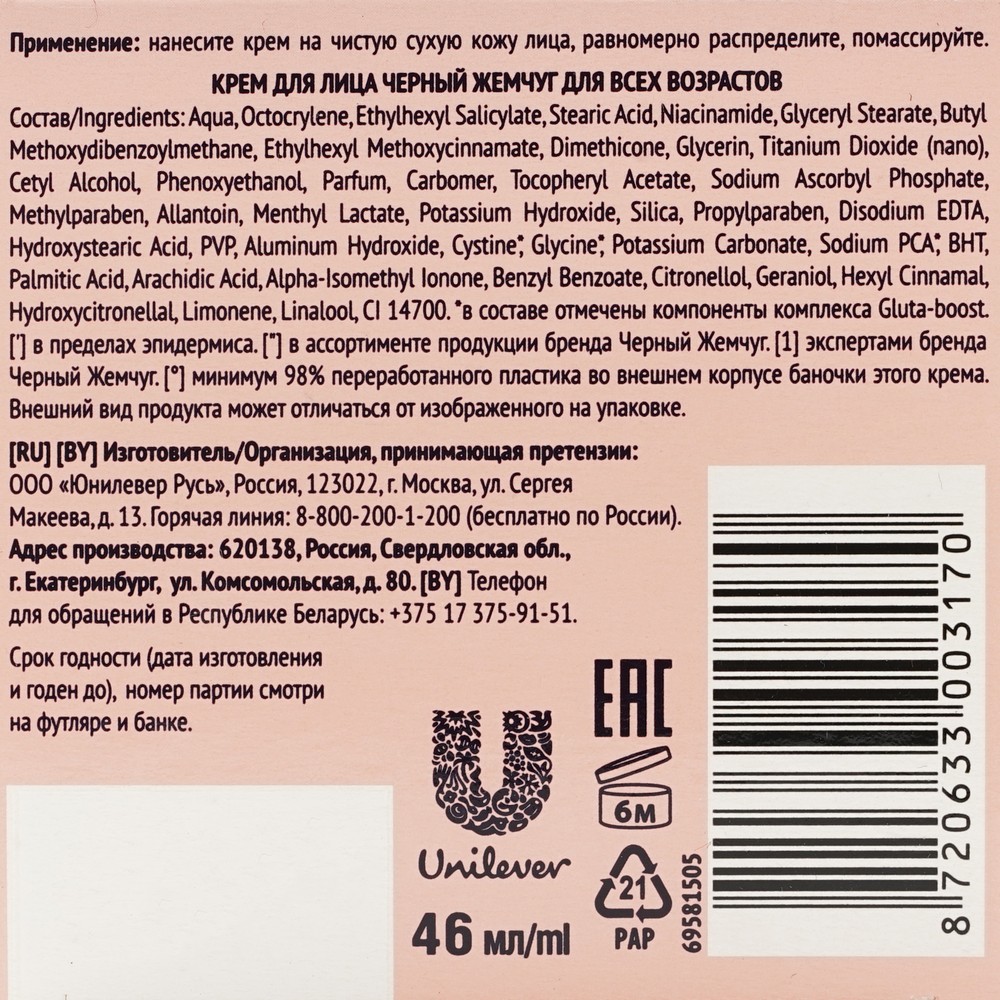 Применение: нанесите крем на чистую сухую кожу лица, равномерно распределите, помассируйте.
КРЕМ ДЛЯ ЛИЦА ЧЕРНЫЙ ЖЕМЧУГ ДЛЯ ВСЕХ ВОЗРАСТОВ
Состав/Ingredients: Aqua, Octocrylene, Ethylhexyl Salicylate, Stearic Acid, Niacinamide, Glyceryl Stearate, Butyl
Methoxydibenzoylmethane, Ethylhexyl Methoxycinnamate, Dimethicone, Glycerin, Titanium Dioxide (nano),
Cetyl Alcohol, Phenoxyethanol, Parfum, Carbomer, Tocopheryl Acetate, Sodium Ascorbyl Phosphate,
Methylparaben, Allantoin, Menthyl Lactate, Potassium Hydroxide, Silica, Propylparaben, Disodium EDTA,
Hydroxystearic Acid, PVP, Aluminum Hydroxide, Cystine*, Glycine*, Potassium Carbonate, Sodium PCA*, BHT,
Palmitic Acid, Arachidic Acid, Alpha-Isomethyl Ionone, Benzyl Benzoate, Citronellol, Geraniol, Hexyl Cinnamal,
Hydroxycitronellal, Limonene, Linalool, CI 14700. *в составе отмечены компоненты комплекса Gluta-boost.
['] в пределах эпидермиса. ["] в ассортименте продукции бренда Черный Жемчуг. [1] экспертами бренда
Черный Жемчуг. [°] минимум 98% переработанного пластика во внешнем корпусе баночки этого крема.
Внешний вид продукта может отличаться от изображенного на упаковке.
[RU] [BY] Изготовитель/Организация, принимающая претензии:
ООО «Юнилевер Русь», Россия, 123022, г. Москва, ул. Сергея
Макеева, д. 13. Горячая линия: 8-800-200-1-200 (бесплатно по России).
Адрес производства: 620138, Россия, Свердловская обл.,
г. Екатеринбург, ул. Комсомольская, д. 80. [BY] Телефон
для обращений в Республике Беларусь: +375 17 375-91-51.
Срок годности (дата изготовления
и годен до), номер партии смотри
на футляре и банке.
Unilever
46 мл/ml
EAC
6м
21
PAP
69581505
8 720633 003170